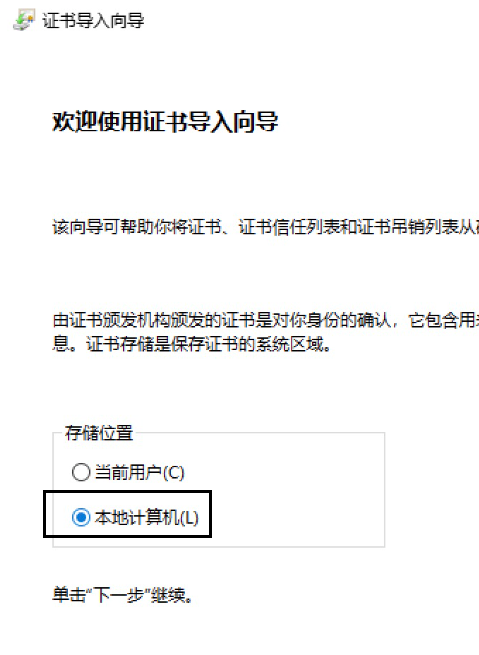 证书导入向导
欢迎使用证书导入向导
该向导可帮助你将证书、证书信任列表和证书吊销列表从
由证书颁发机构颁发的证书是对你身份的确认，它包含用
息。证书存储是保存证书的系统区域。
存储位置
当前用户(C)
本地计算机(L)
单击“下一步”继续。